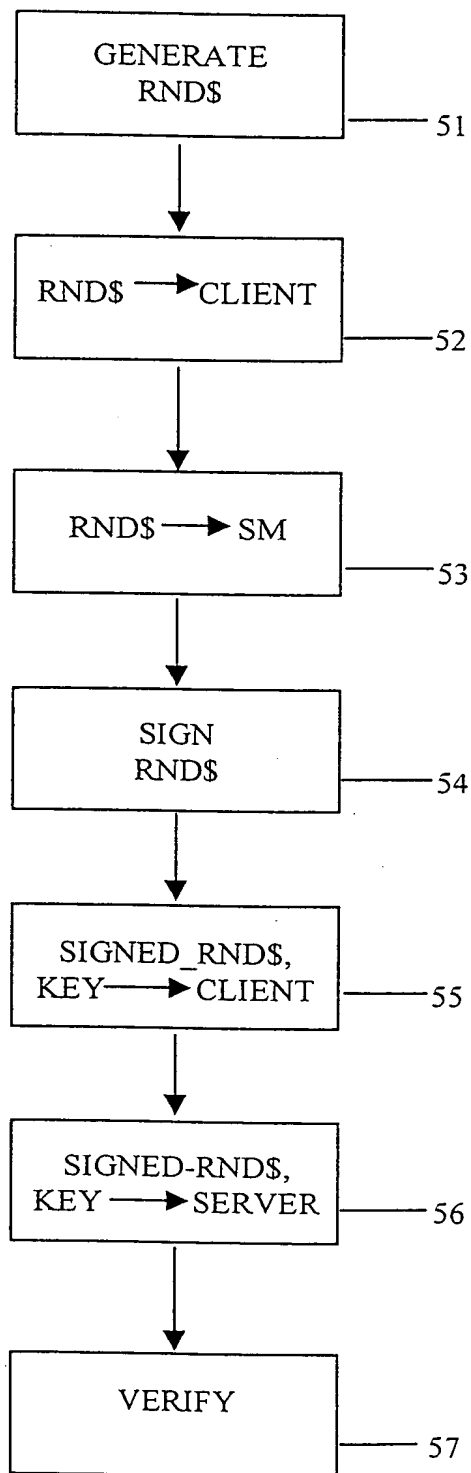 GENERATE
RND$
51
RND$ → CLIENT
52
RND$ → SM
53
SIGN
RND$
54
SIGNED_RND$,
KEY → CLIENT
55
SIGNED-RND$,
KEY → SERVER
56
VERIFY
57